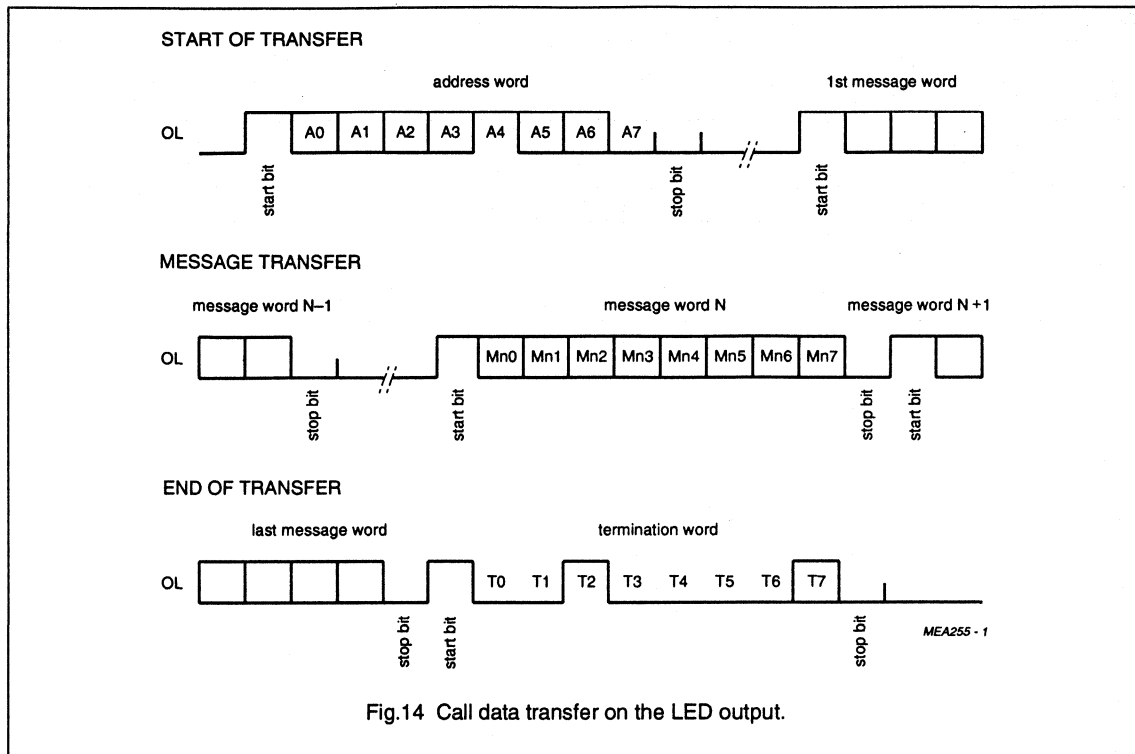 START OF TRANSFER
address word 1st message word
OL A0 A1 A2 A3 A4 A5 A6 A7
start bit stop bit start bit
MESSAGE TRANSFER
message word N–1 message word N message word N +1
OL Mn0 Mn1 Mn2 Mn3 Mn4 Mn5 Mn6 Mn7
stop bit start bit stop bit start bit
END OF TRANSFER
last message word termination word
OL T0 T1 T2 T3 T4 T5 T6 T7
stop bit start bit stop bit
MEA255 - 1
Fig.14 Call data transfer on the LED output.